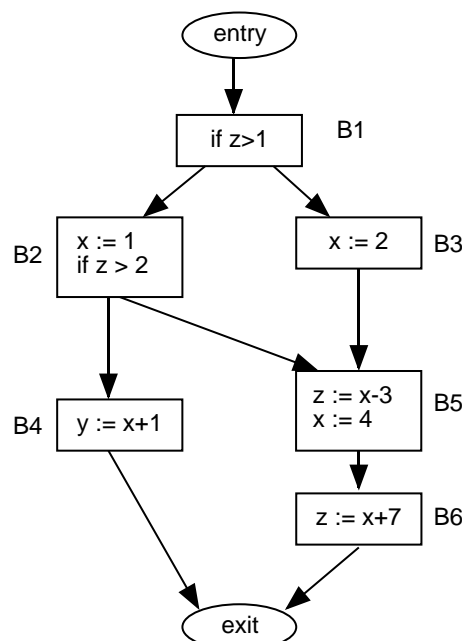 entry
if z>1
B1
B2
x := 1
if z > 2
x := 2
B3
B4
y := x+1
z := x-3
x := 4
B5
z := x+7
B6
exit